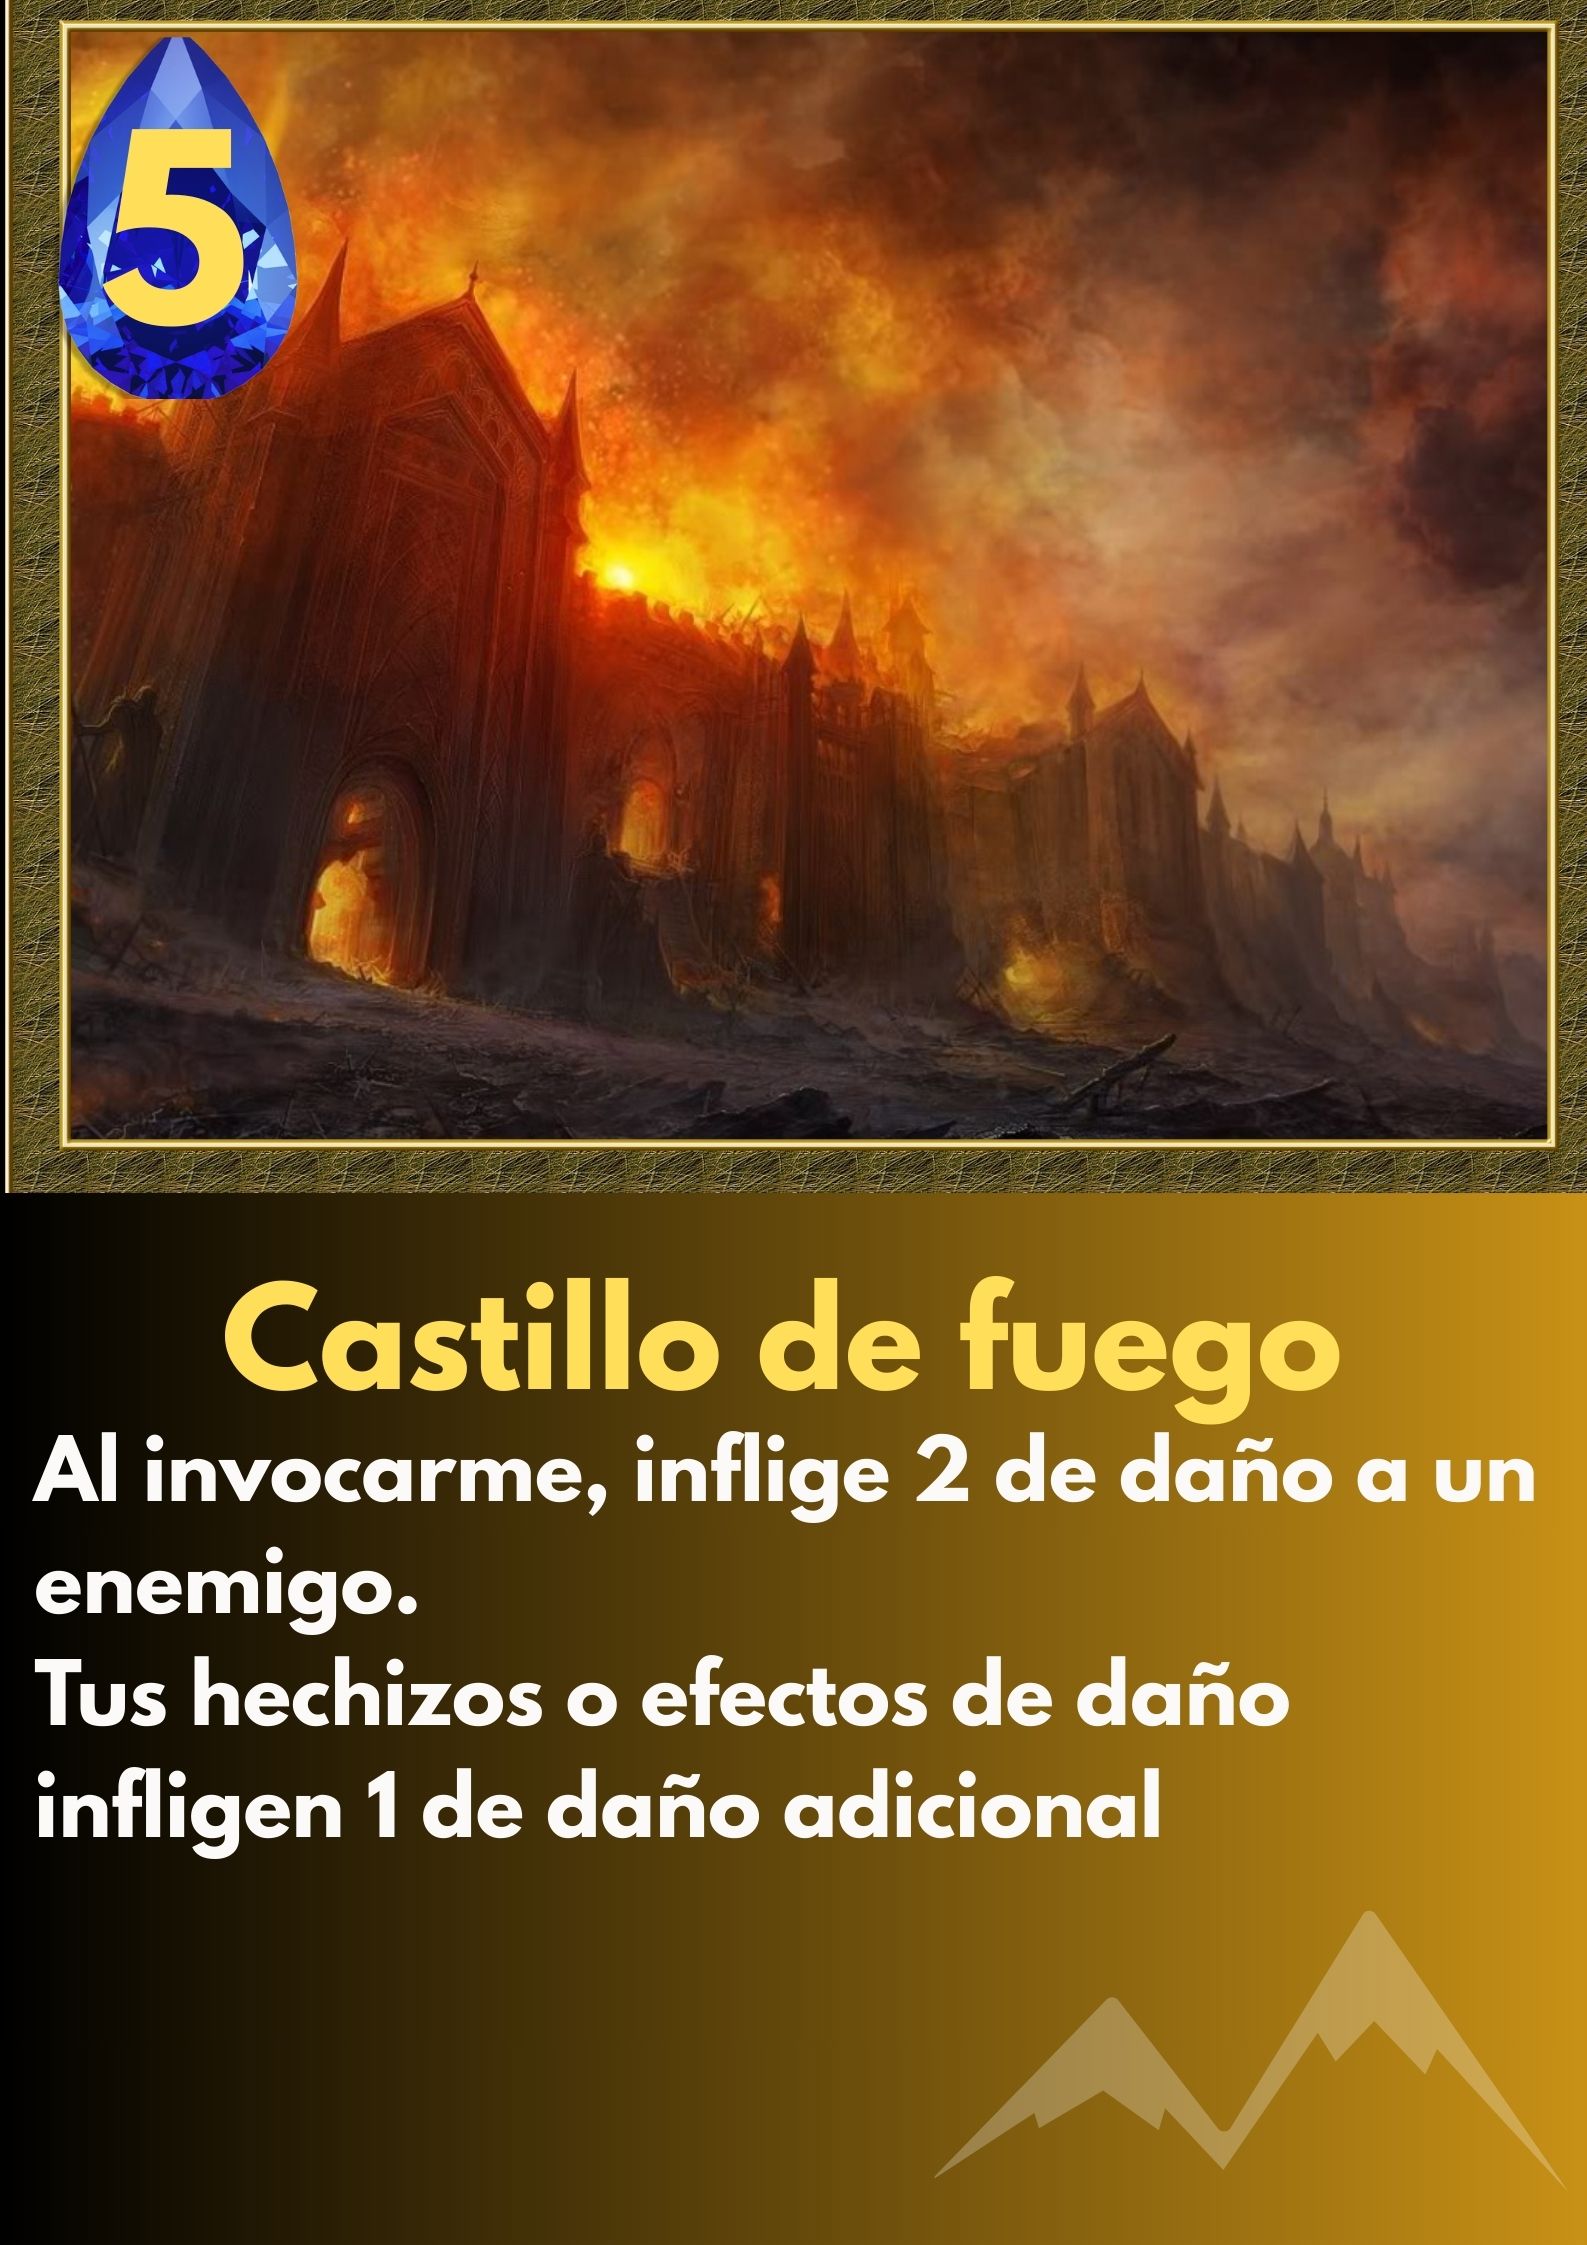 5
Castillo de fuego
Al invocarme, inflige 2 de daño a un
enemigo.
Tus hechizos o efectos de daño
infligen 1 de daño adicional